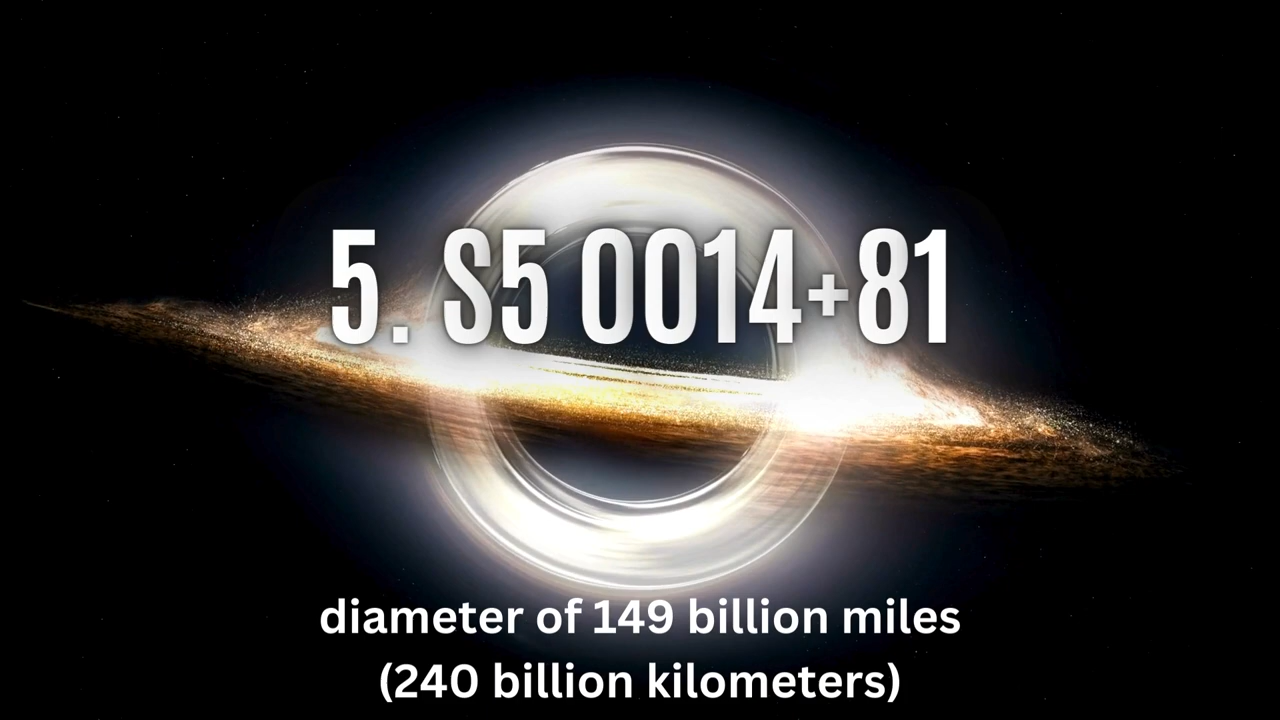 5. S5 0014+81
diameter of 149 billion miles
(240 billion kilometers)